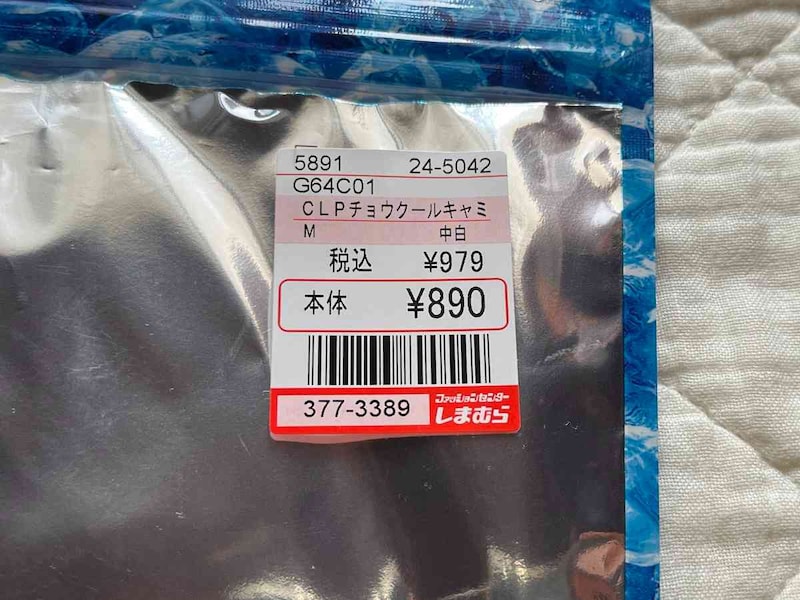 5891 24-5042
G64C01
CLPチョウクールキャミ
M 中白
税込 ¥979
本体 ¥890
377-3389 ファッションセンター
しまむら